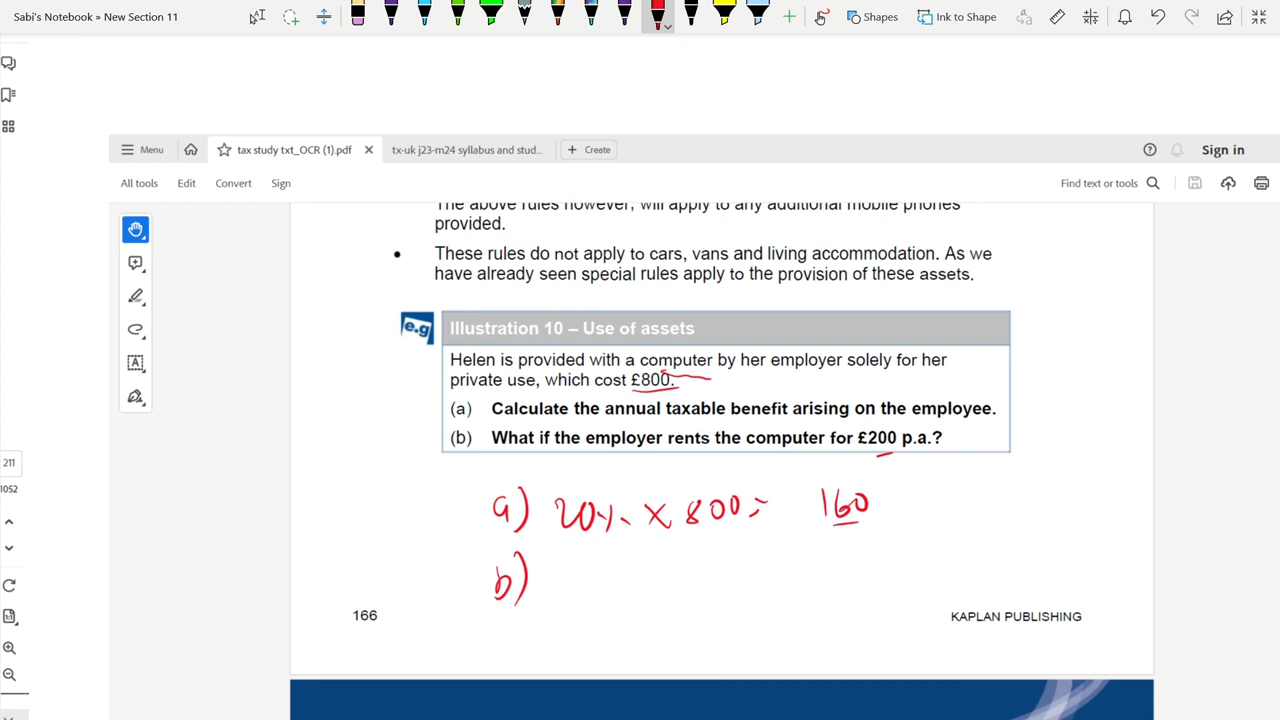 Sabi's Notebook » New Section 11
Shapes
Ink to Shape
Menu
tax study txt_OCR (1).pdf
tx-uk j23-m24 syllabus and stud...
Create
Sign in
All tools
Edit
Convert
Sign
Find text or tools
The above rules however, will apply to any additional mobile phones
provided.
• These rules do not apply to cars, vans and living accommodation. As we
have already seen special rules apply to the provision of these assets.
e.g Illustration 10 – Use of assets
Helen is provided with a computer by her employer solely for her
private use, which cost £800.
(a) Calculate the annual taxable benefit arising on the employee.
(b) What if the employer rents the computer for £200 p.a.?
211
1052
a) 20% × 800 = 160
b)
166
KAPLAN PUBLISHING